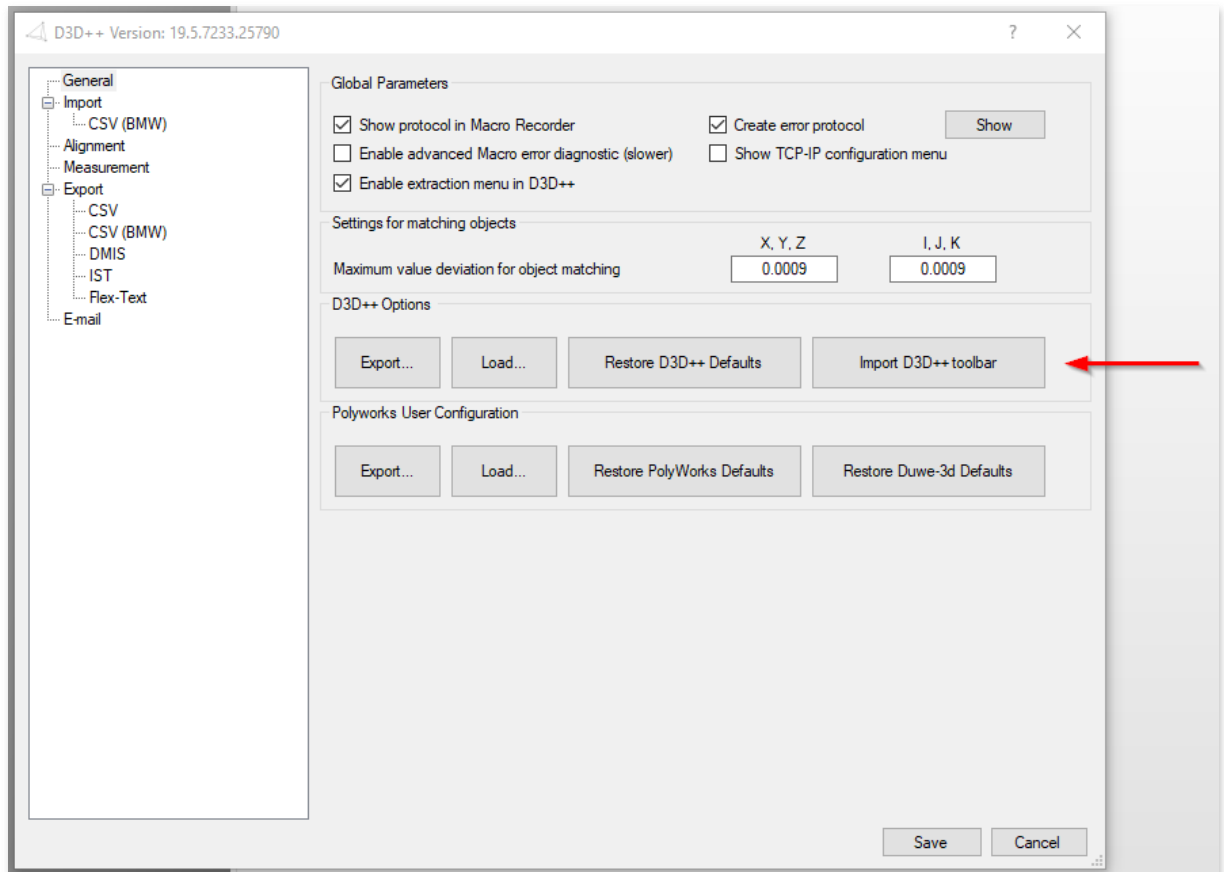 D3D++ Version: 19.5.7233.25790
?
General
Import
CSV (BMW)
Alignment
Measurement
Export
CSV
CSV (BMW)
DMIS
IST
Flex-Text
E-mail
Global Parameters
Show protocol in Macro Recorder
Create error protocol
Show
Enable advanced Macro error diagnostic (slower)
Show TCP-IP configuration menu
Enable extraction menu in D3D++
Settings for matching objects
X, Y, Z
I, J, K
Maximum value deviation for object matching
0.0009
0.0009
D3D++ Options
Export...
Load...
Restore D3D++ Defaults
Import D3D++ toolbar
Polyworks User Configuration
Export...
Load...
Restore PolyWorks Defaults
Restore Duwe-3d Defaults
Save
Cancel